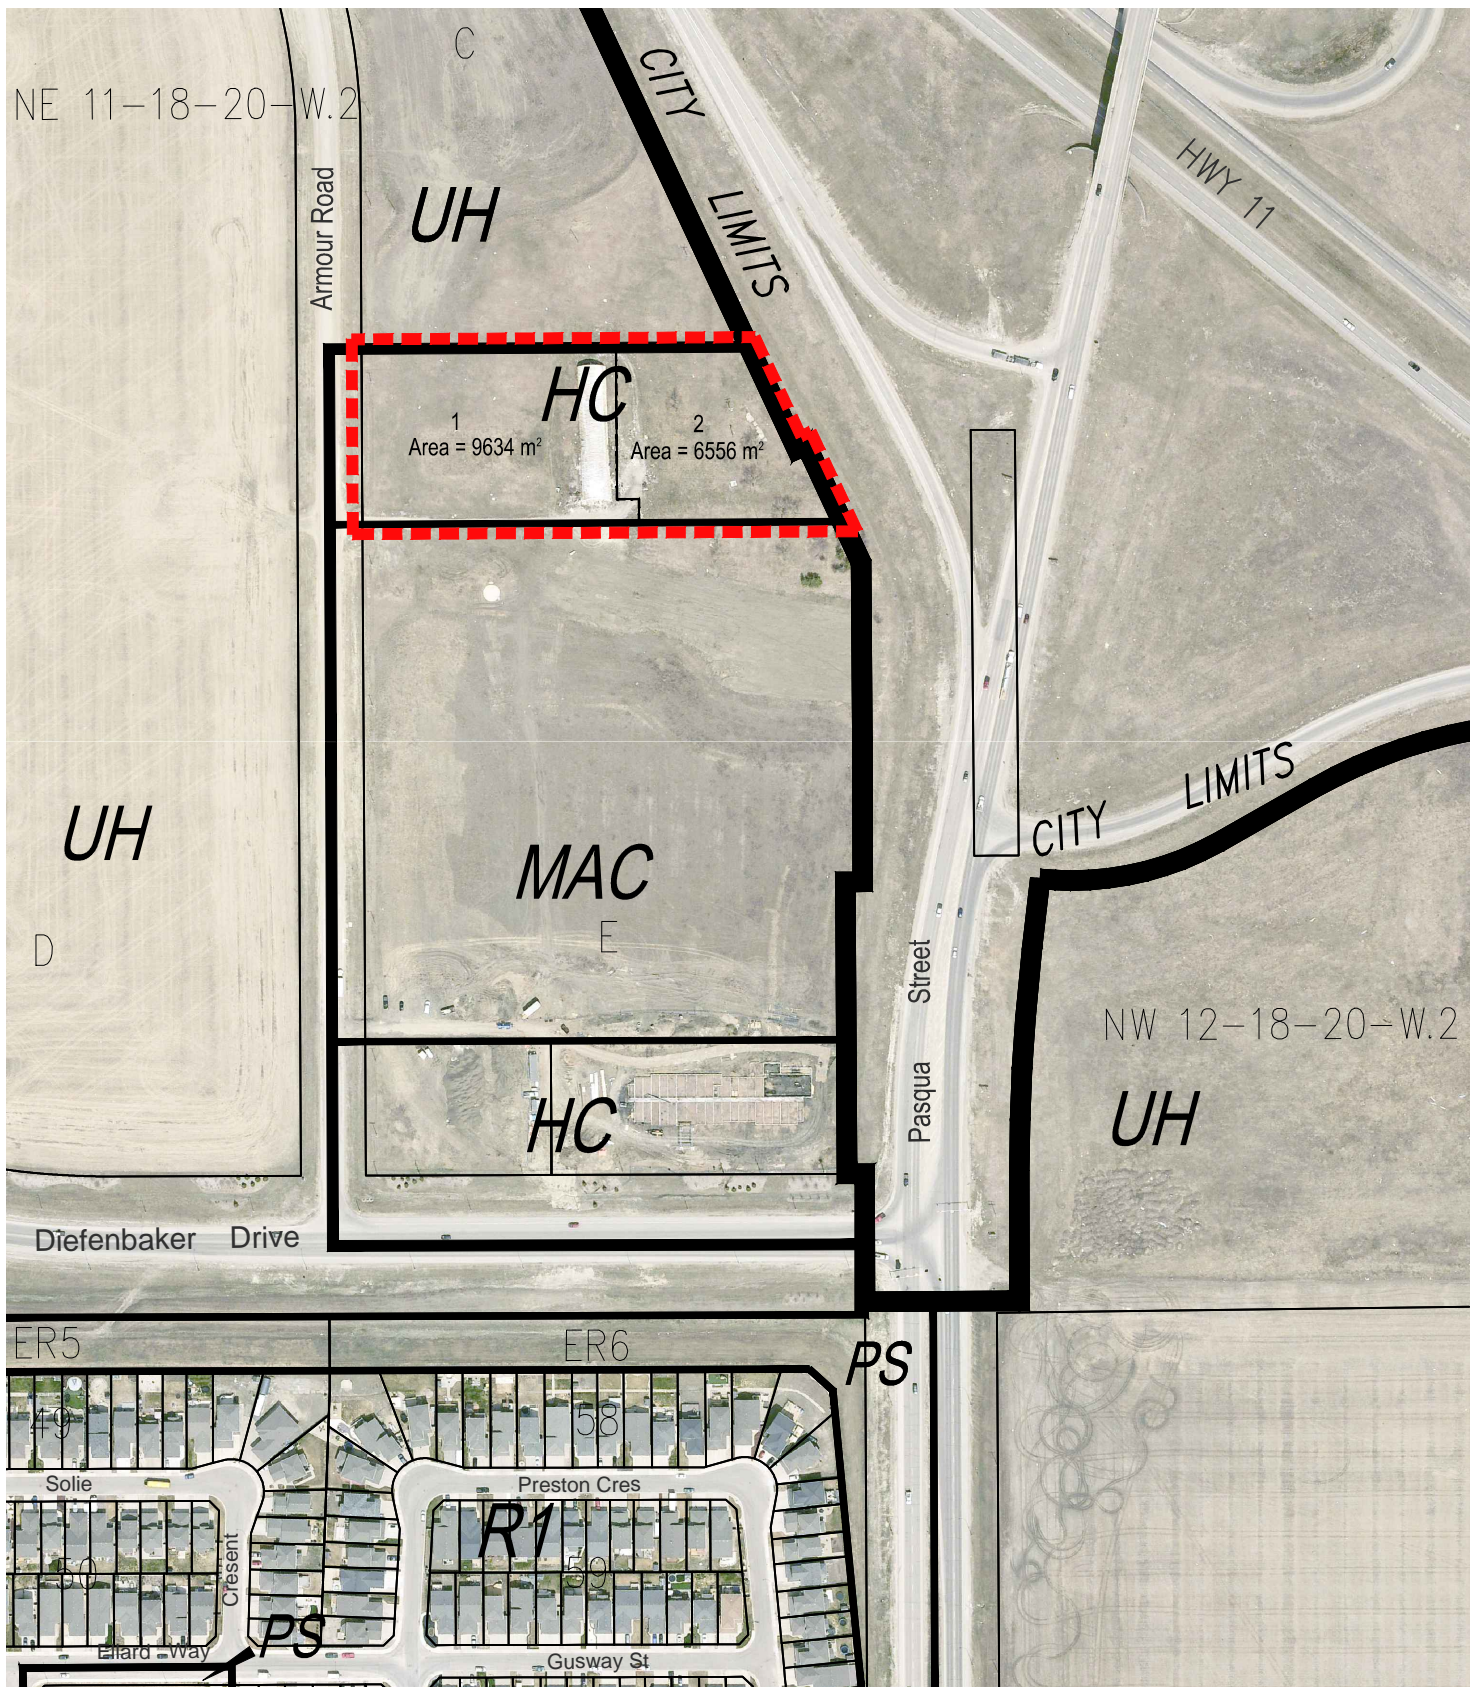 C
CITY
NE 11-18-20-W.2
HWY 11
Armour Road
UH
LIMITS
HC
1
Area = 9634 m²
2
Area = 6556 m²
LIMITS
CITY
UH
MAC
E
D
Street
NW 12-18-20-W.2
Pasqua
HC
UH
Diefenbaker Drive
ER5
ER6
PS
49
58
Solie
Preston Cres
R1
50
59
Cresent
PS
Ellard Way
Gusway St